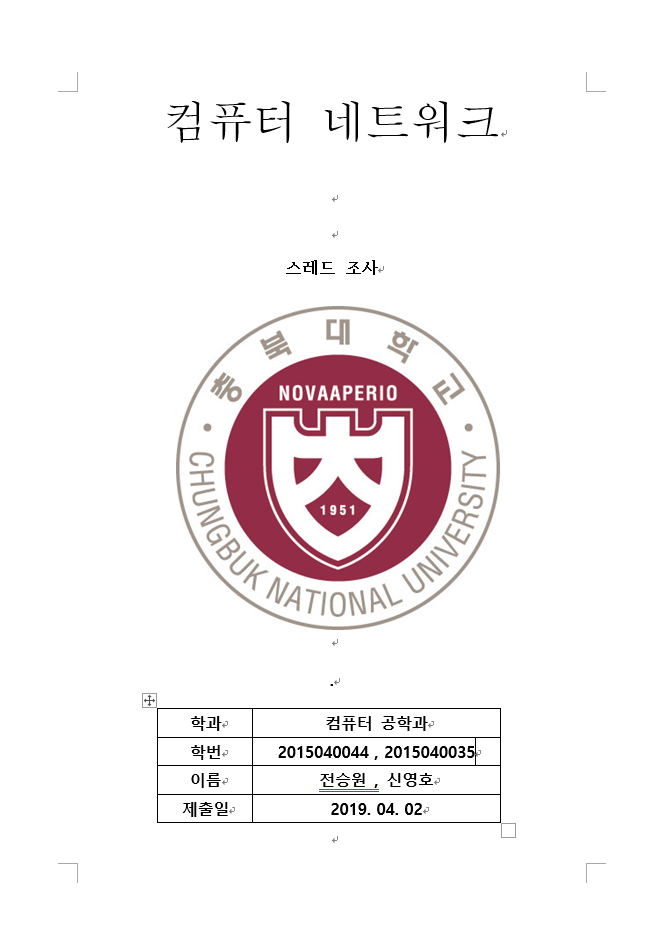 컴퓨터 네트워크
스레드 조사
충북대학교
NOVAAPERIO
1951
CHUNGBUK NATIONAL UNIVERSITY
.
학과 컴퓨터 공학과
학번 2015040044 , 2015040035
이름 전승원 , 신영호
제출일 2019. 04. 02